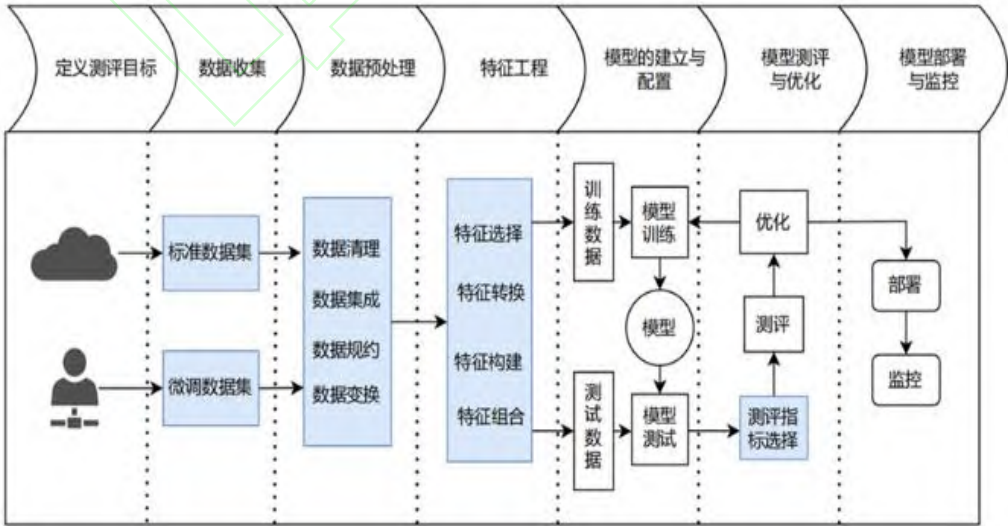 定义测评目标
数据收集
数据预处理
特征工程
模型的建立与
配置
模型测评
与优化
模型部署
与监控
标准数据集
微调数据集
数据清理
数据集成
数据规约
数据变换
特征选择
特征转换
特征构建
特征组合
训练数据
测试数据
模型
训练
模型
模型
测试
优化
测评
测评指
标选择
部署
监控